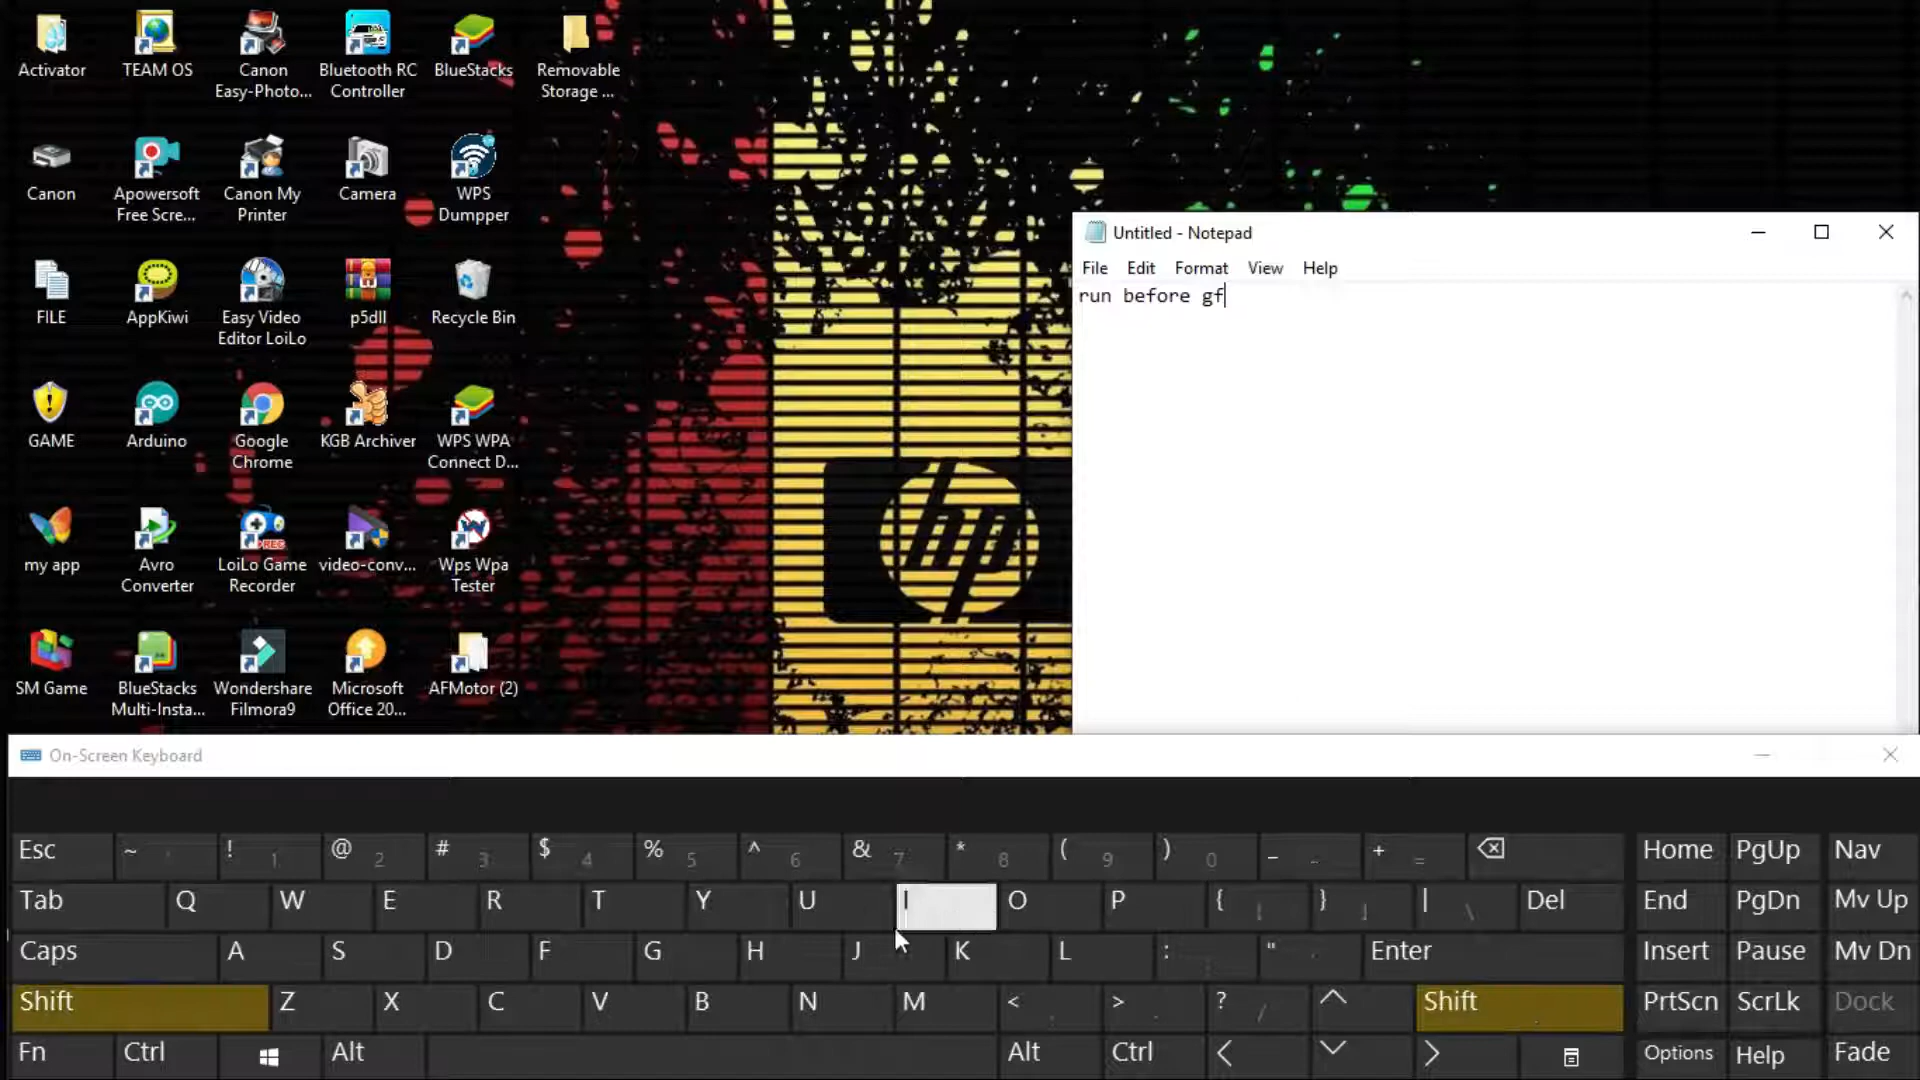 Activator
TEAM OS
Canon
Easy-Photo...
Bluetooth RC
Controller
BlueStacks
Removable
Storage ...
Canon
Apowersoft
Free Scre...
Canon My
Printer
Camera
WPS
Dumpper
FILE
AppKiwi
Easy Video
Editor LoiLo
p5dll
Recycle Bin
GAME
Arduino
Google
Chrome
KGB Archiver
WPS WPA
Connect D...
my app
Avro
Converter
LoiLo Game
Recorder
video-conv...
Wps Wpa
Tester
SM Game
BlueStacks
Multi-Insta...
Wondershare
Filmora9
Microsoft
Office 20...
AFMotor (2)
hp
Untitled - Notepad
File Edit Format View Help
run before gf
On-Screen Keyboard
Esc ~ ! 1 @ 2 # 3 $ 4 % 5 ^ 6 & 7 * 8 ( 9 ) 0 _ - + = Home PgUp Nav
Tab Q W E R T Y U I O P { [ } ] | \ Del End PgDn Mv Up
Caps A S D F G H J K L : ; " ' Enter Insert Pause Mv Dn
Shift Z X C V B N M < , > . ? / Shift PrtScn ScrLk Dock
Fn Ctrl Alt Alt Ctrl Options Help Fade